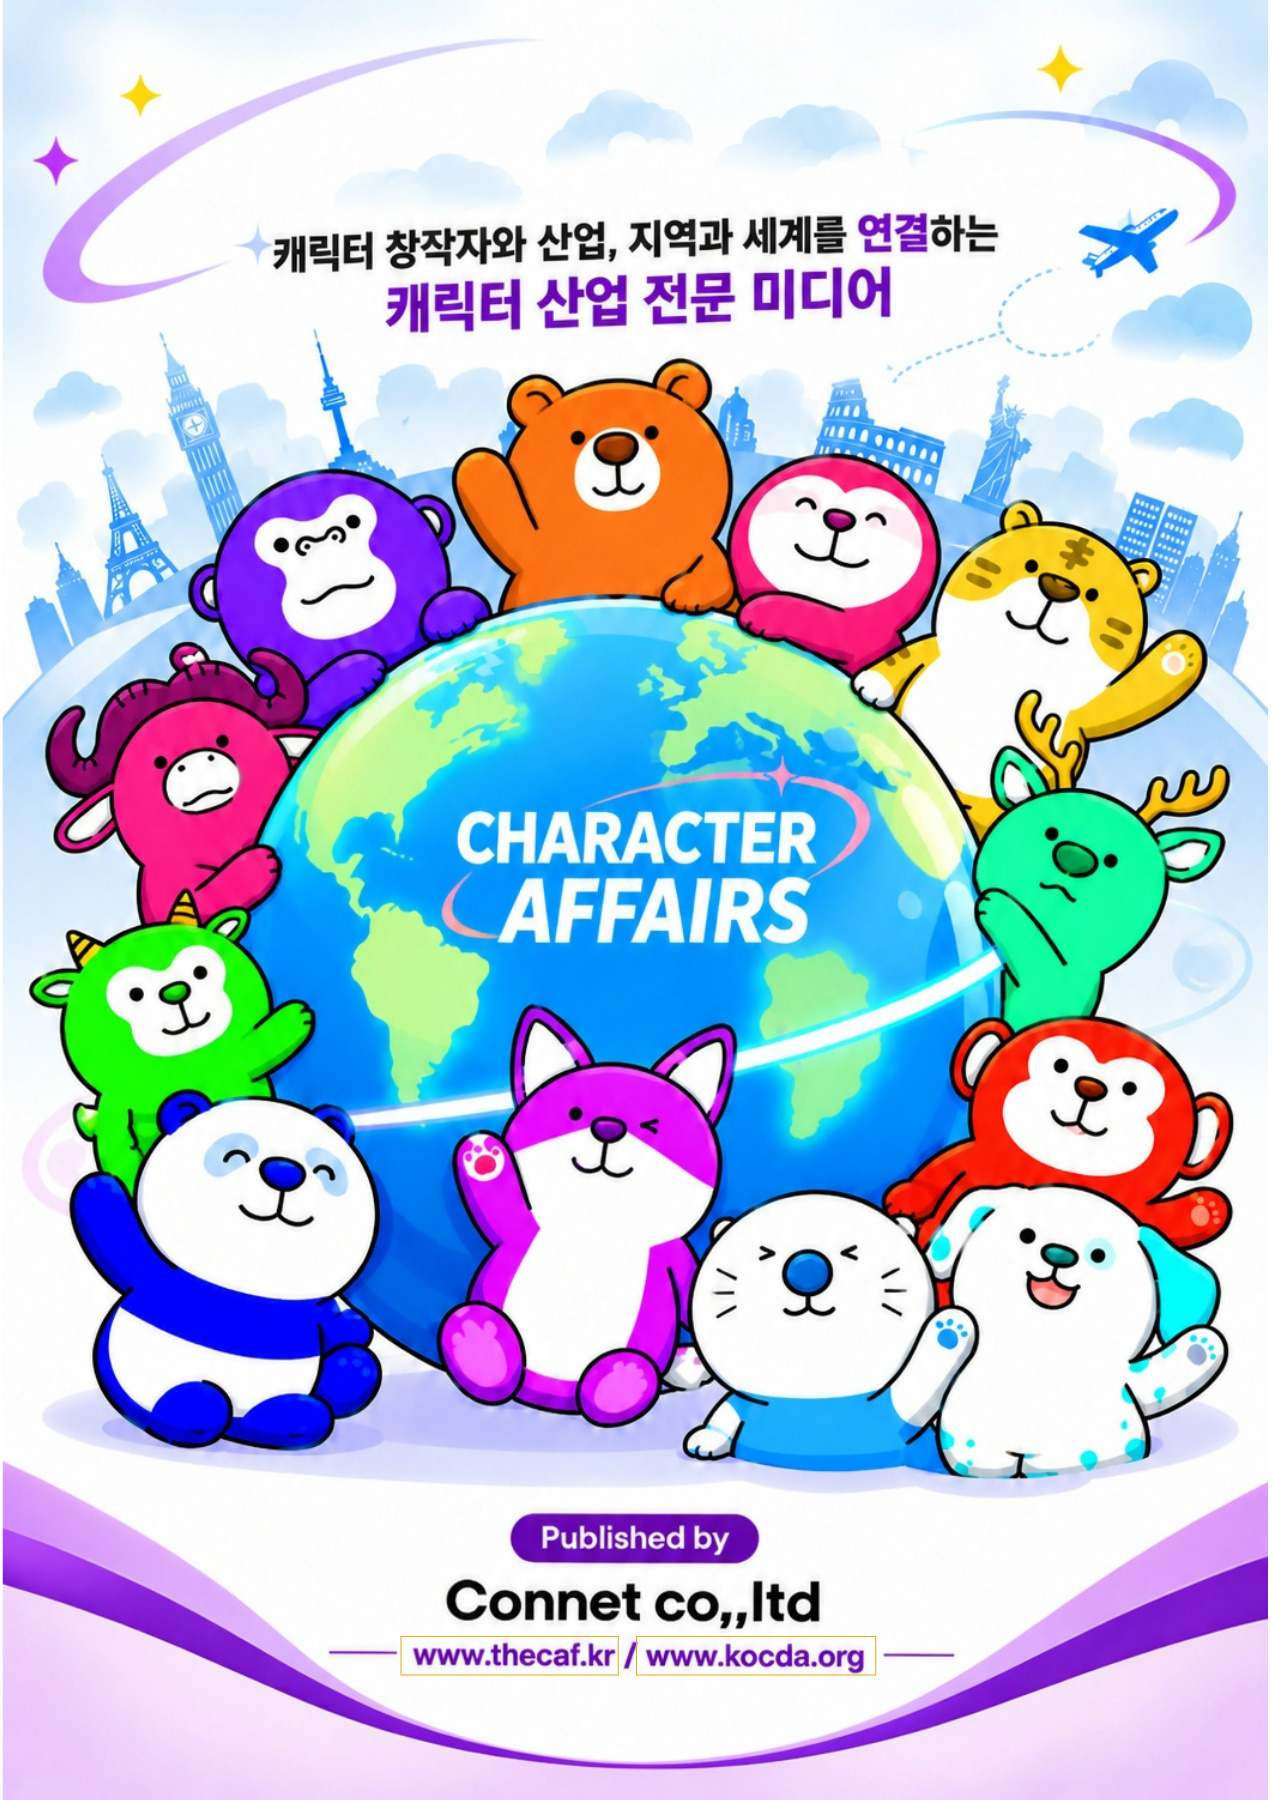 캐릭터 창작자와 산업, 지역과 세계를 연결하는
캐릭터 산업 전문 미디어
CHARACTER
AFFAIRS
Published by
Connet co,,ltd
www.thecaf.kr / www.kocda.org